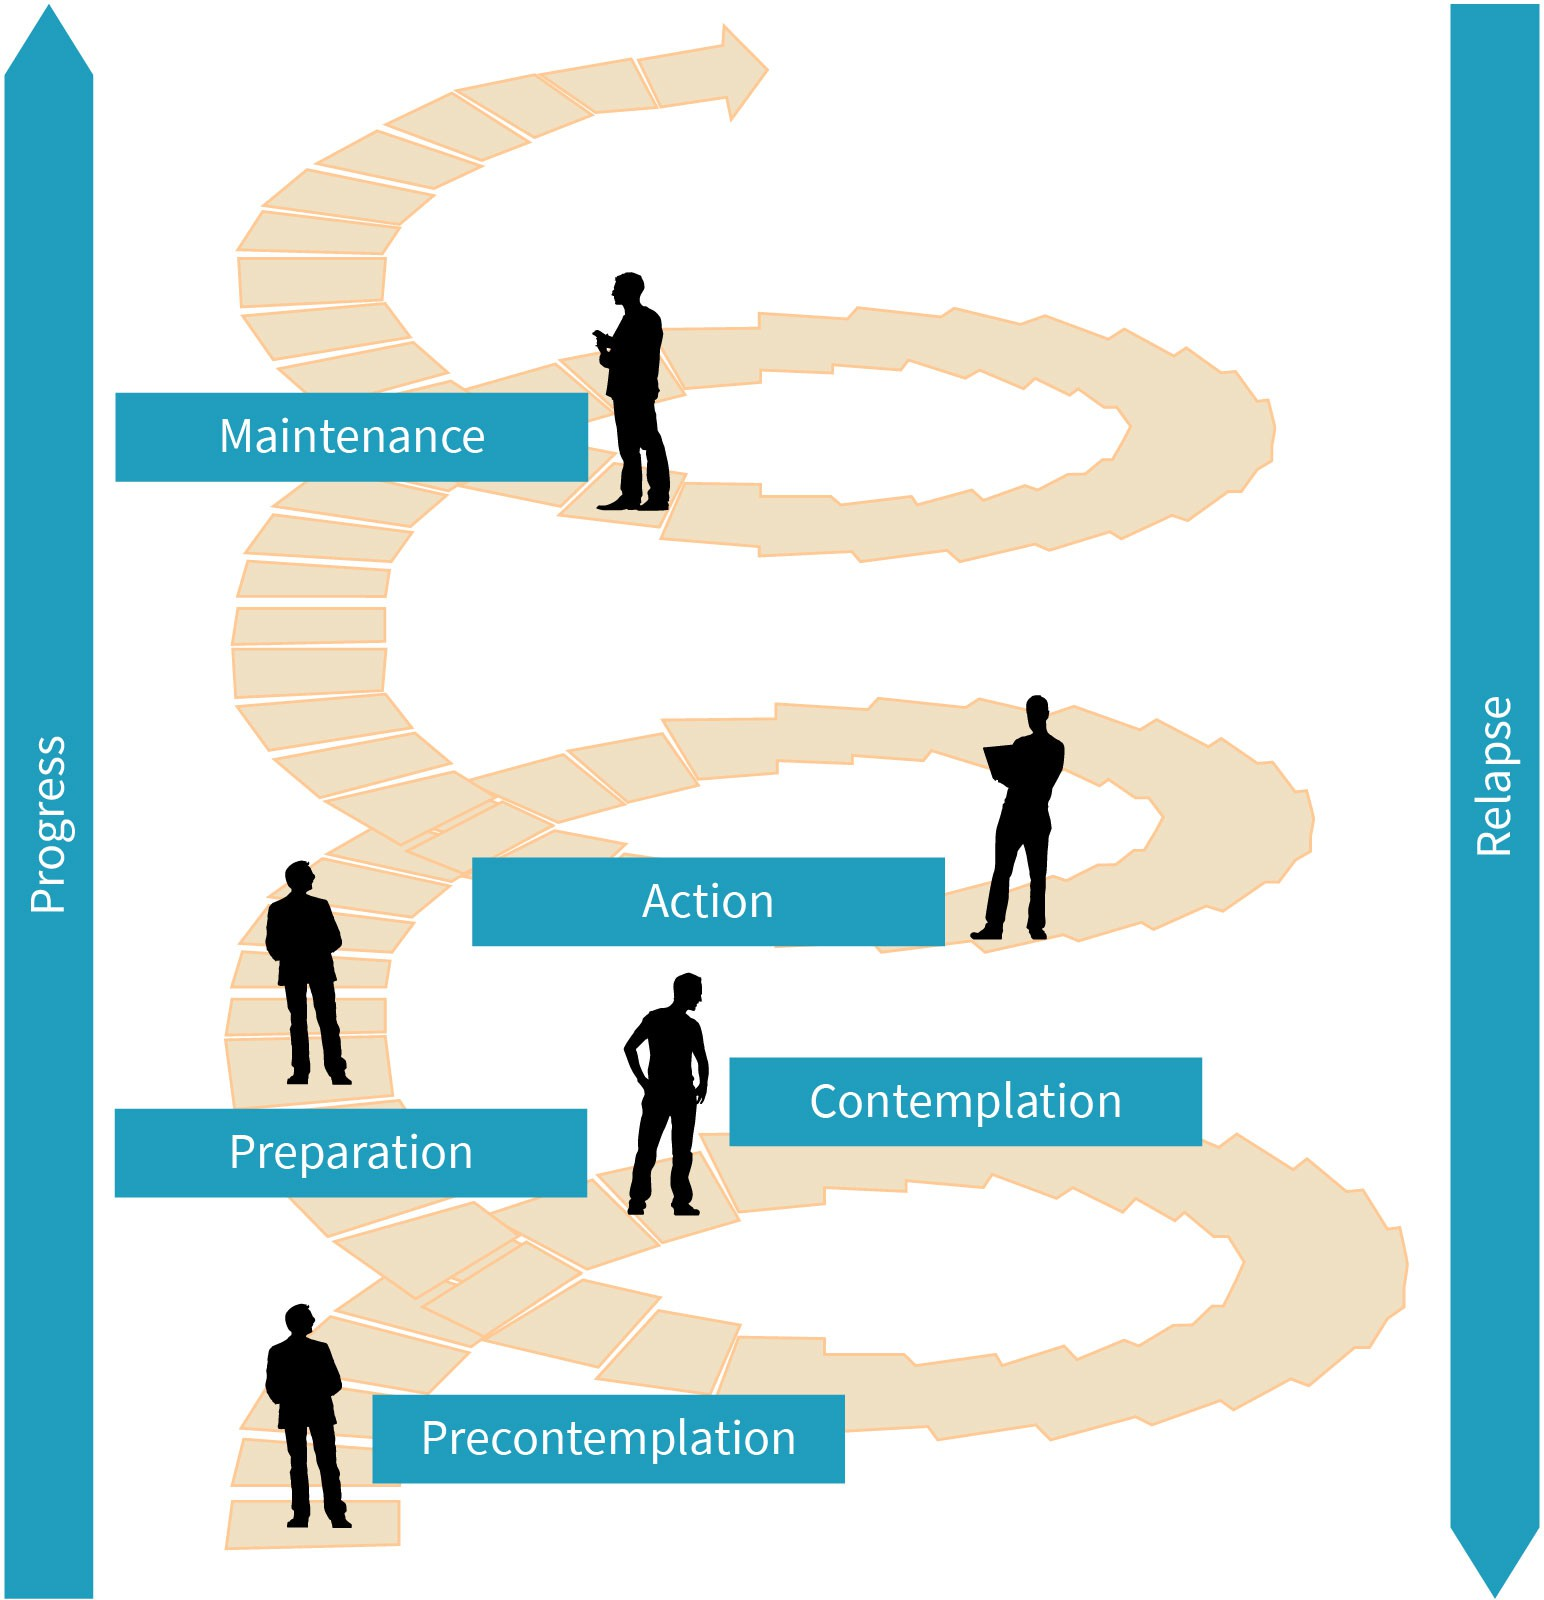 Maintenance
Progress
Relapse
Action
Contemplation
Preparation
Precontemplation